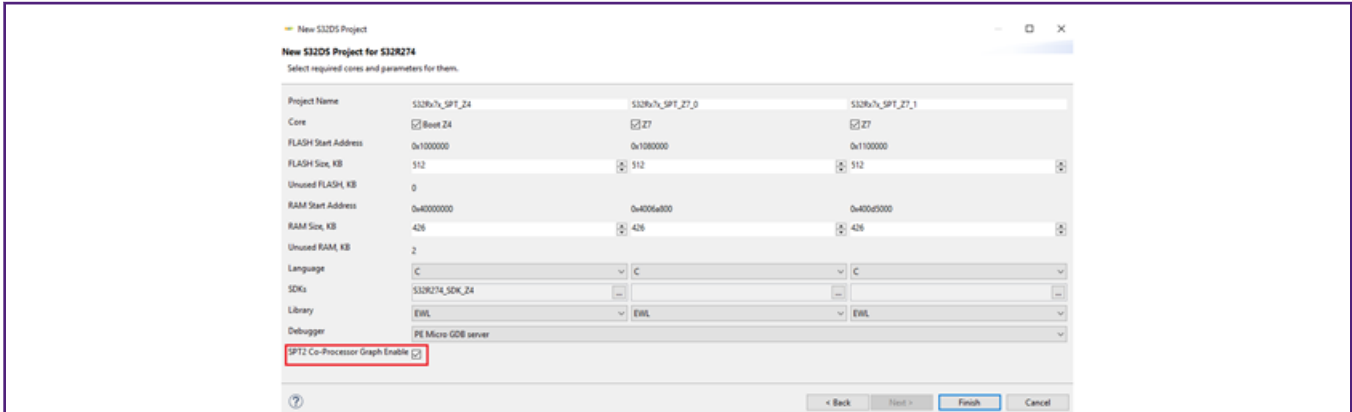 New S32DS Project
New S32DS Project for S32R274
Select required cores and parameters for them.
Project Name S32Rx7x_SPT_Z4 S32Rx7x_SPT_Z7_0 S32Rx7x_SPT_Z7_1
Core Boot Z4 Z7 Z7
FLASH Start Address 0x1000000 0x1080000 0x1100000
FLASH Size, KB 512 512 512
Unused FLASH, KB 0
RAM Start Address 0x40000000 0x4006a800 0x400d5000
RAM Size, KB 426 426 426
Unused RAM, KB 2
Language C C C
SDKs S32R274_SDK_Z4 ... ... ...
Library EWL EWL EWL
Debugger PE Micro GDB server
SPT2 Co-Processor Graph Enable
? < Back Next > Finish Cancel